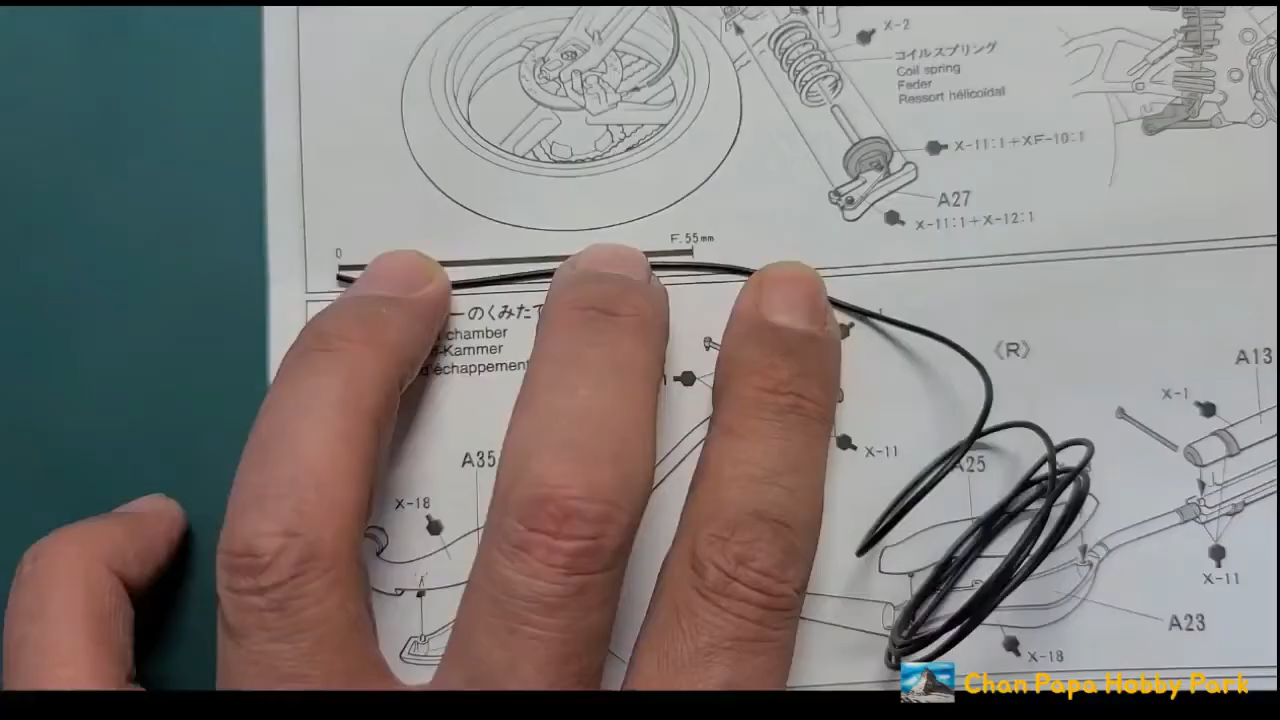 X-2
コイルスプリング
Coil spring
Feder
Ressort hélicoïdal
X-11:1+XF-10:1
A27
X-11:1+X-12:1
0
F.55mm
ーのくみたて
chamber
-Kammer
d'échappement
《R》
A13
X-1
X-11
A35
A25
X-18
X-11
A23
X-18
Chan Papa Hobby Park